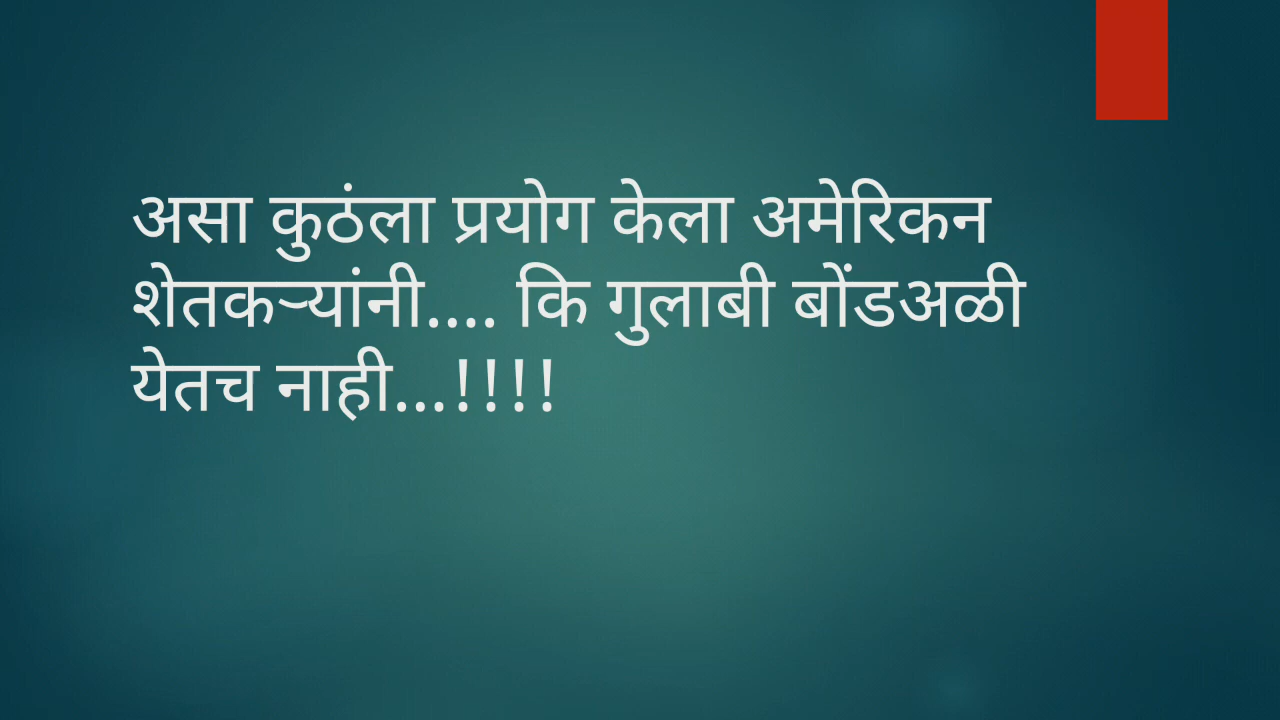 असा कुठंला प्रयोग केला अमेरिकन
शेतकऱ्यांनी.... कि गुलाबी बोंडअळी
येतच नाही...!!!!